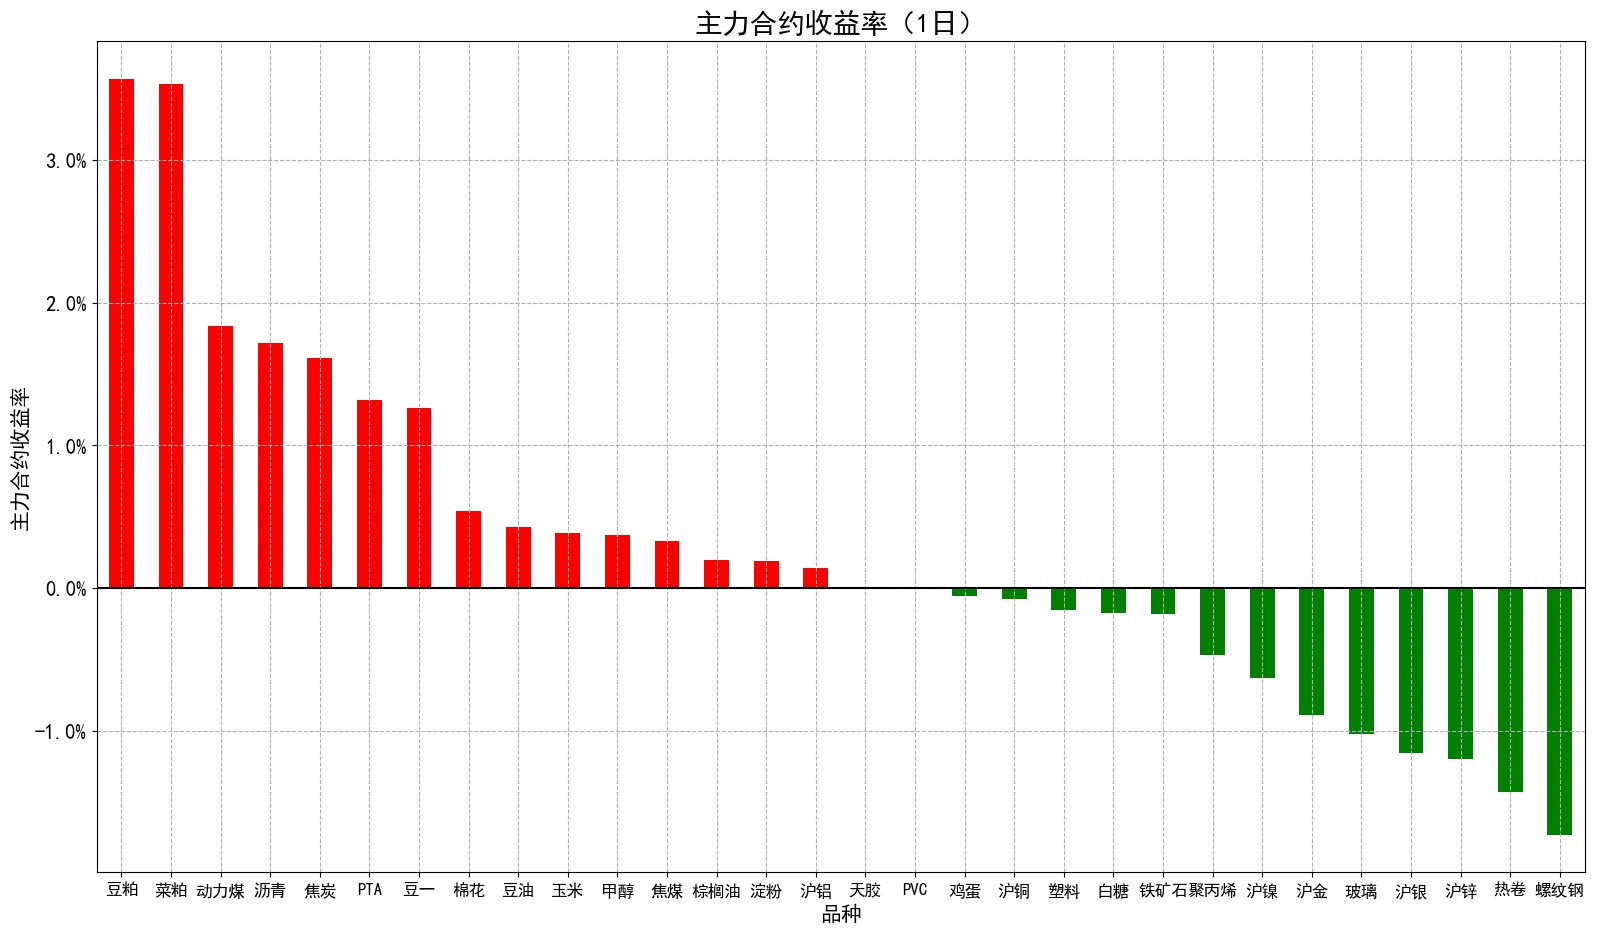 主力合约收益率（1日）
主力合约收益率
3.0%
2.0%
1.0%
0.0%
−1.0%
豆粕 菜粕 动力煤 沥青 焦炭 PTA 豆一 棉花 豆油 玉米 甲醇 焦煤 棕榈油 淀粉 沪铝 天胶 PVC 鸡蛋 沪铜 塑料 白糖 铁矿石 聚丙烯 沪镍 沪金 玻璃 沪银 沪锌 热卷 螺纹钢
品种